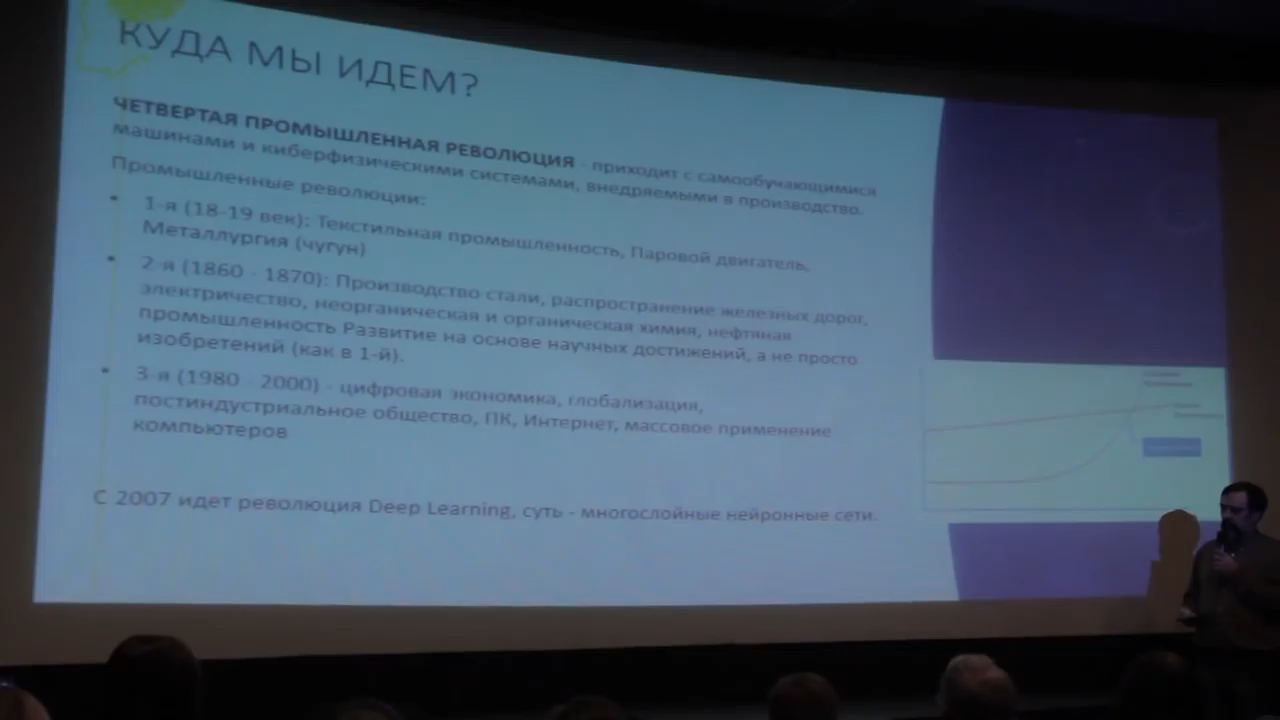 КУДА МЫ ИДЕМ?
ЧЕТВЕРТАЯ ПРОМЫШЛЕННАЯ РЕВОЛЮЦИЯ - приходит с самообучающимися
машинами и киберфизическими системами, внедряемыми в производство.
Промышленные революции:
• 1-я (18-19 век): Текстильная промышленность, Паровой двигатель,
Металлургия (чугун)
• 2-я (1860 - 1870): Производство стали, распространение железных дорог,
электричество, неорганическая и органическая химия, нефтяная
промышленность Развитие на основе научных достижений, а не просто
изобретений (как в 1-й).
• 3-я (1980 - 2000) - цифровая экономика, глобализация,
постиндустриальное общество, ПК, Интернет, массовое применение
компьютеров
С 2007 идет революция Deep Learning, суть - многослойные нейронные сети.